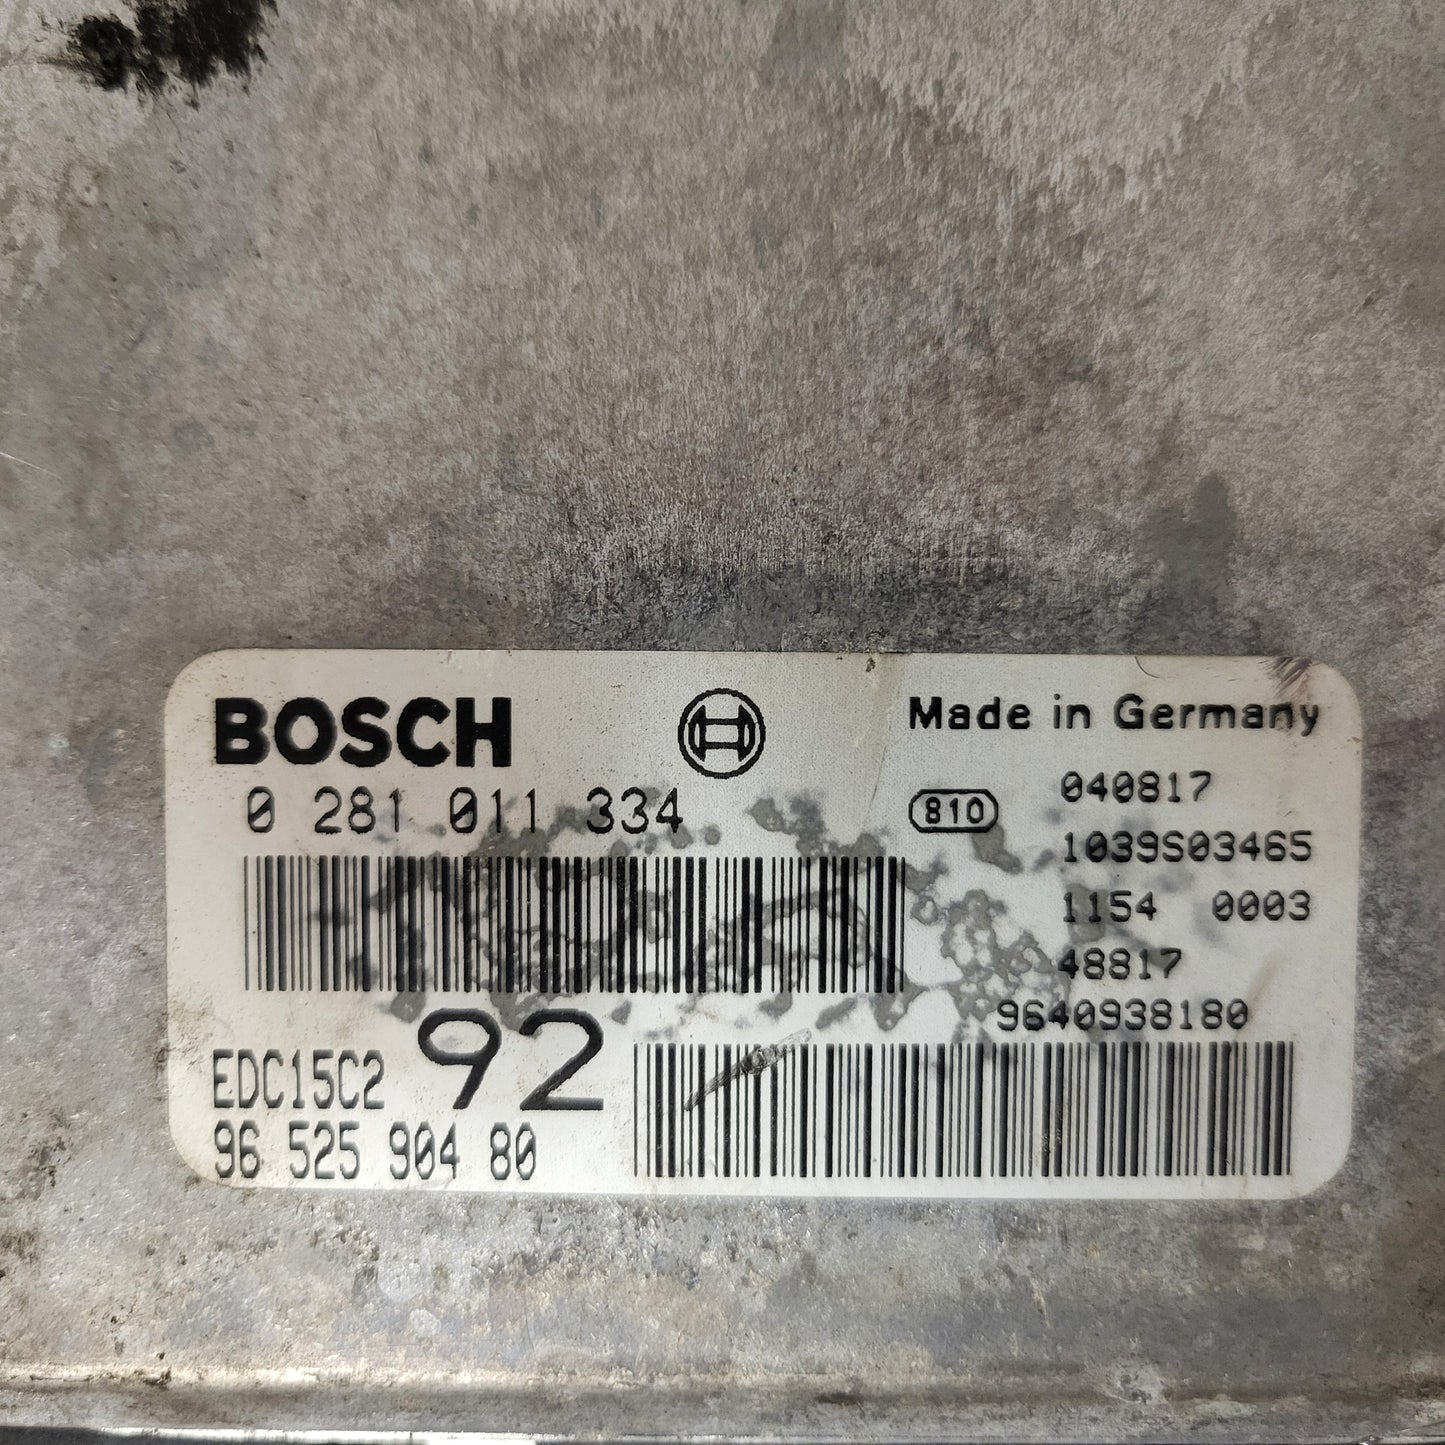 BOSCH
Made in Germany
0 281 011 334
810
040817
1039S03465
1154 0003
48817
9640938180
EDC15C2 92
96 525 904 80